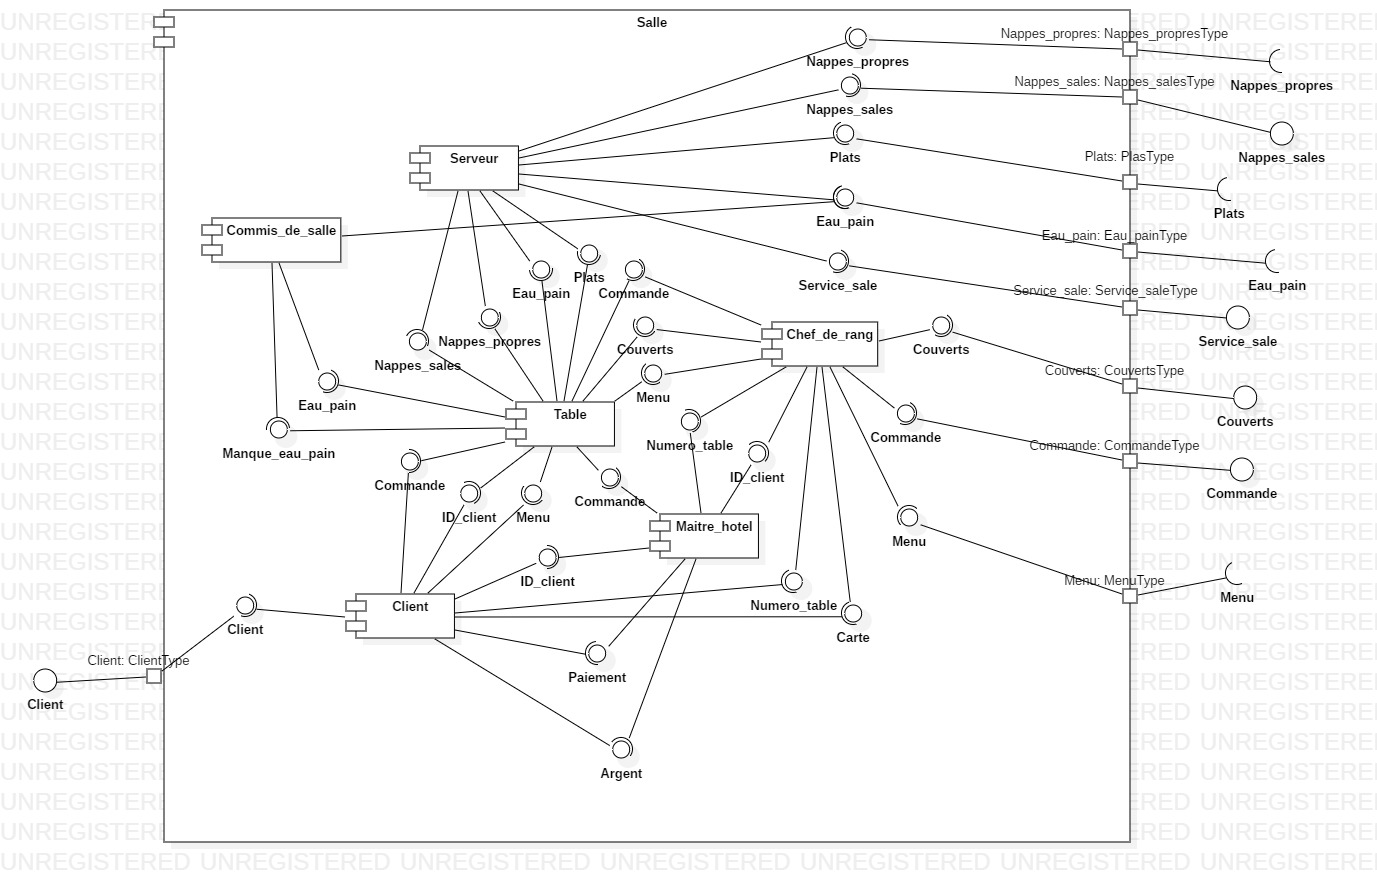 Salle
Nappes_propres: Nappes_propresType
Nappes_propres
Nappes_propres
Nappes_sales: Nappes_salesType
Nappes_sales
Nappes_sales
Serveur
Plats
Plats: PlasType
Plats
Commis_de_salle
Eau_pain
Eau_pain: Eau_painType
Eau_pain
Plats
Eau_pain
Commande
Service_sale
Service_sale: Service_saleType
Service_sale
Nappes_propres
Nappes_sales
Couverts
Chef_de_rang
Couverts
Couverts: CouvertsType
Couverts
Eau_pain
Menu
Table
Manque_eau_pain
Numero_table
Commande
Commande: CommandeType
Commande
Commande
ID_client
ID_client
Menu
Commande
Maitre_hotel
Menu
Menu: MenuType
Menu
ID_client
Client
Numero_table
Carte
Client
Client: ClientType
Client
Paiement
Argent
UNREGISTERED UNREGISTERED UNREGISTERED UNREGISTERED UNREGISTERED UNREGISTERED UNREGISTERE